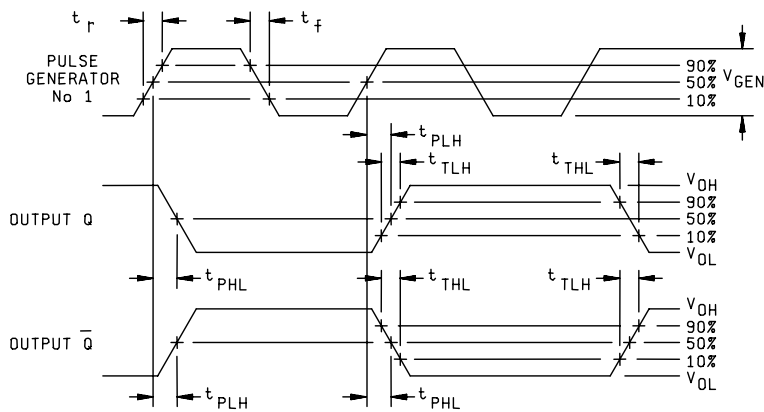 t r
t f
PULSE
GENERATOR
No 1
90%
50%
10%
V GEN
t PLH
t TLH
t THL
OUTPUT Q
V OH
90%
50%
10%
V OL
t PHL
t THL
t TLH
OUTPUT Q̅
V OH
90%
50%
10%
V OL
t PLH
t PHL